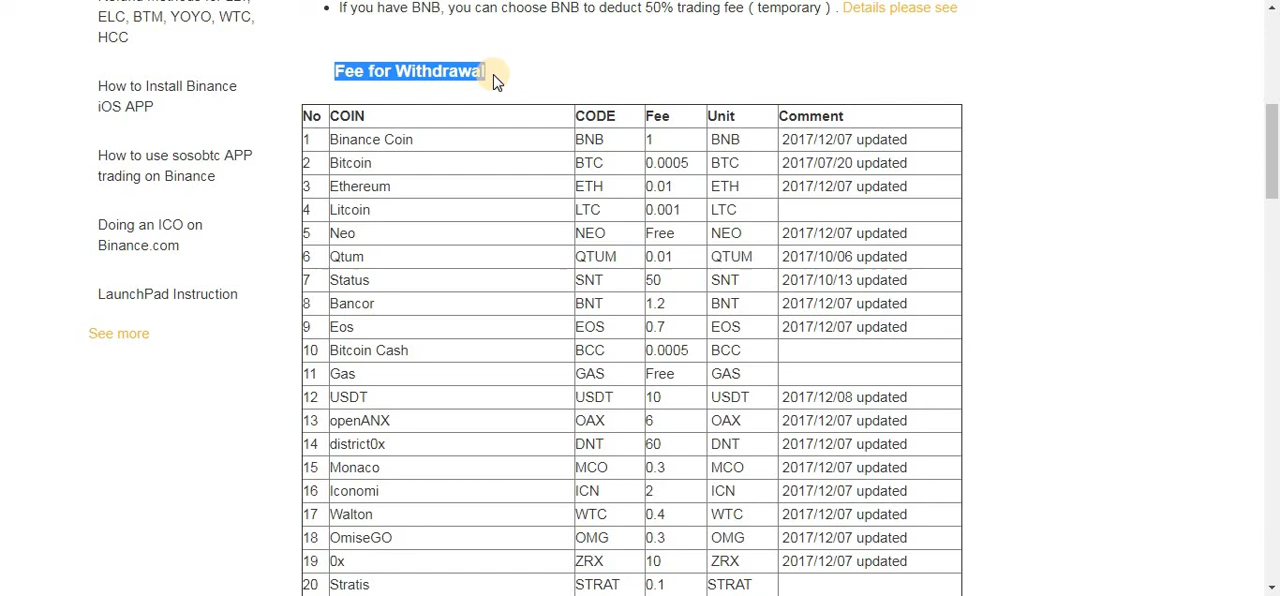 ELC, BTM, YOYO, WTC,
HCC
How to Install Binance
iOS APP
How to use sosobtc APP
trading on Binance
Doing an ICO on
Binance.com
LaunchPad Instruction
See more
If you have BNB, you can choose BNB to deduct 50% trading fee ( temporary ) . Details please see
Fee for Withdrawal
No COIN CODE Fee Unit Comment
1 Binance Coin BNB 1 BNB 2017/12/07 updated
2 Bitcoin BTC 0.0005 BTC 2017/07/20 updated
3 Ethereum ETH 0.01 ETH 2017/12/07 updated
4 Litcoin LTC 0.001 LTC
5 Neo NEO Free NEO 2017/12/07 updated
6 Qtum QTUM 0.01 QTUM 2017/10/06 updated
7 Status SNT 50 SNT 2017/10/13 updated
8 Bancor BNT 1.2 BNT 2017/12/07 updated
9 Eos EOS 0.7 EOS 2017/12/07 updated
10 Bitcoin Cash BCC 0.0005 BCC
11 Gas GAS Free GAS
12 USDT USDT 10 USDT 2017/12/08 updated
13 openANX OAX 6 OAX 2017/12/07 updated
14 district0x DNT 60 DNT 2017/12/07 updated
15 Monaco MCO 0.3 MCO 2017/12/07 updated
16 Iconomi ICN 2 ICN 2017/12/07 updated
17 Walton WTC 0.4 WTC 2017/12/07 updated
18 OmiseGO OMG 0.3 OMG 2017/12/07 updated
19 0x ZRX 10 ZRX 2017/12/07 updated
20 Stratis STRAT 0.1 STRAT